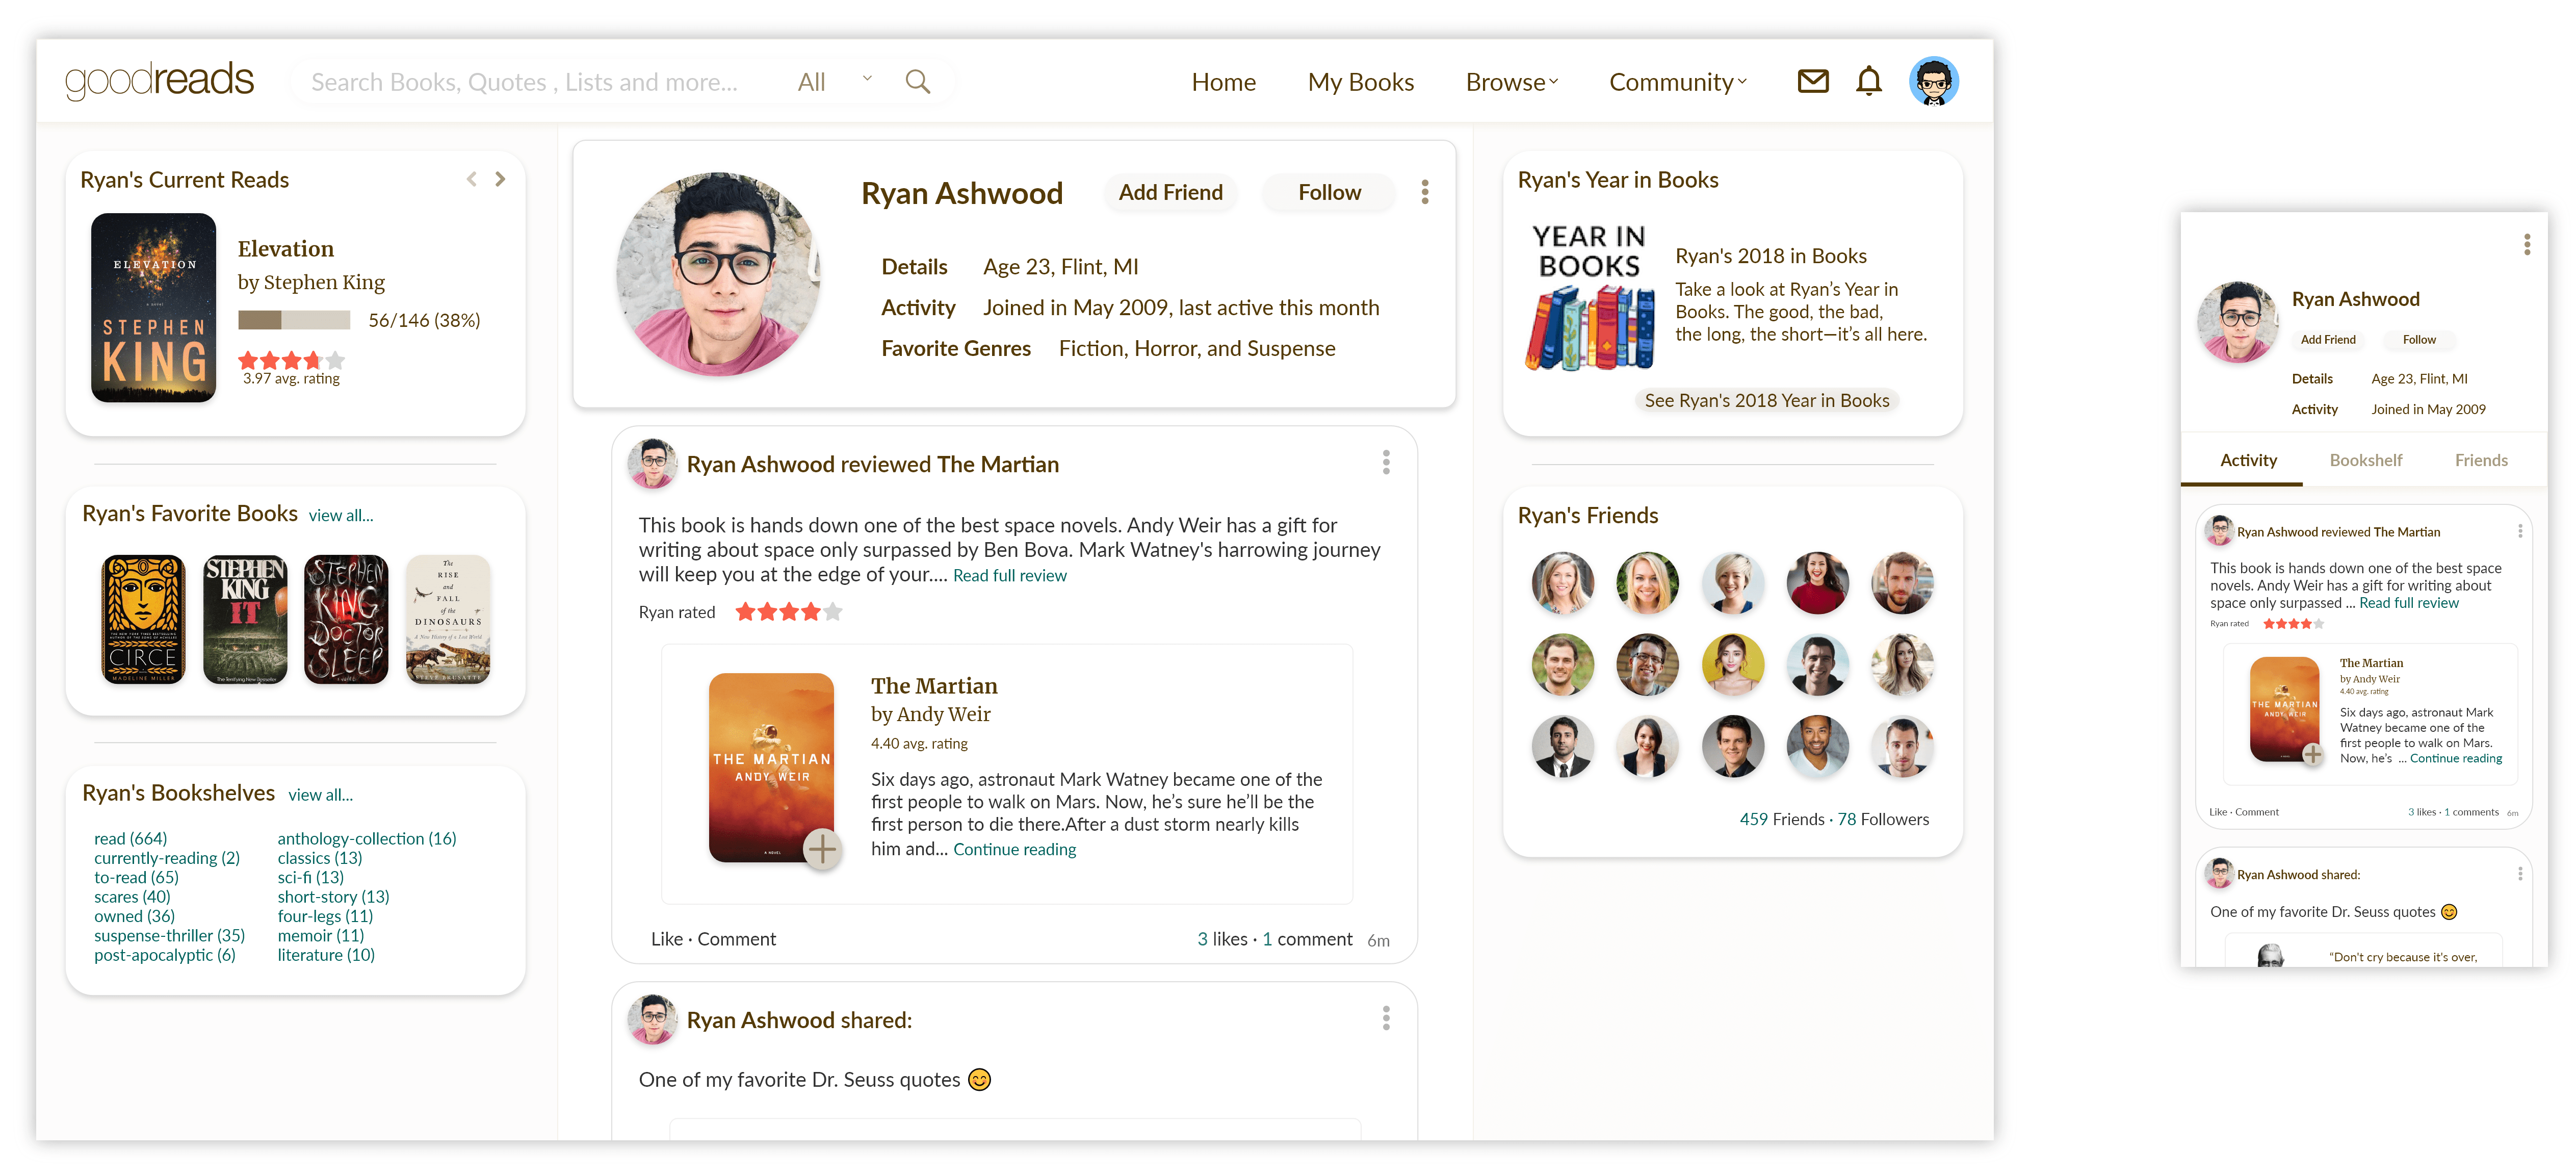 goodreads
Search Books, Quotes , Lists and more...
All
Home
My Books
Browse
Community
Ryan's Current Reads
ELEVATION
A NOVEL
STEPHEN
KING
Elevation
by Stephen King
56/146 (38%)
3.97 avg. rating
Ryan's Favorite Books view all...
CIRCE
MADELINE MILLER
STEPHEN
KING
IT
STEPHEN
KING
DOCTOR
SLEEP
The
RISE
and
FALL
of the
DINOSAURS
A New History of a Lost World
STEVE BRUSATTE
Ryan's Bookshelves view all...
read (664)
currently-reading (2)
to-read (65)
scares (40)
owned (36)
suspense-thriller (35)
post-apocalyptic (6)
anthology-collection (16)
classics (13)
sci-fi (13)
short-story (13)
four-legs (11)
memoir (11)
literature (10)
Ryan Ashwood
Add Friend
Follow
Details Age 23, Flint, MI
Activity Joined in May 2009, last active this month
Favorite Genres Fiction, Horror, and Suspense
Ryan Ashwood reviewed The Martian
This book is hands down one of the best space novels. Andy Weir has a gift for
writing about space only surpassed by Ben Bova. Mark Watney's harrowing journey
will keep you at the edge of your.... Read full review
Ryan rated
THE MARTIAN
ANDY WEIR
A NOVEL
The Martian
by Andy Weir
4.40 avg. rating
Six days ago, astronaut Mark Watney became one of the
first people to walk on Mars. Now, he’s sure he’ll be the
first person to die there.After a dust storm nearly kills
him and... Continue reading
Like · Comment
3 likes · 1 comment 6m
Ryan Ashwood shared:
One of my favorite Dr. Seuss quotes 😊
Ryan's Year in Books
YEAR IN
BOOKS
Ryan's 2018 in Books
Take a look at Ryan’s Year in
Books. The good, the bad,
the long, the short—it’s all here.
See Ryan's 2018 Year in Books
Ryan's Friends
459 Friends · 78 Followers
Ryan Ashwood
Add Friend
Follow
Details Age 23, Flint, MI
Activity Joined in May 2009
Activity
Bookshelf
Friends
Ryan Ashwood reviewed The Martian
This book is hands down one of the best space
novels. Andy Weir has a gift for writing about
space only surpassed ... Read full review
Ryan rated
THE MARTIAN
ANDY WEIR
The Martian
by Andy Weir
4.40 avg. rating
Six days ago, astronaut Mark
Watney became one of the
first people to walk on Mars.
Now, he’s ... Continue reading
Like · Comment
3 likes · 1 comments 6m
Ryan Ashwood shared:
One of my favorite Dr. Seuss quotes 😊
“Don't cry because it's over,